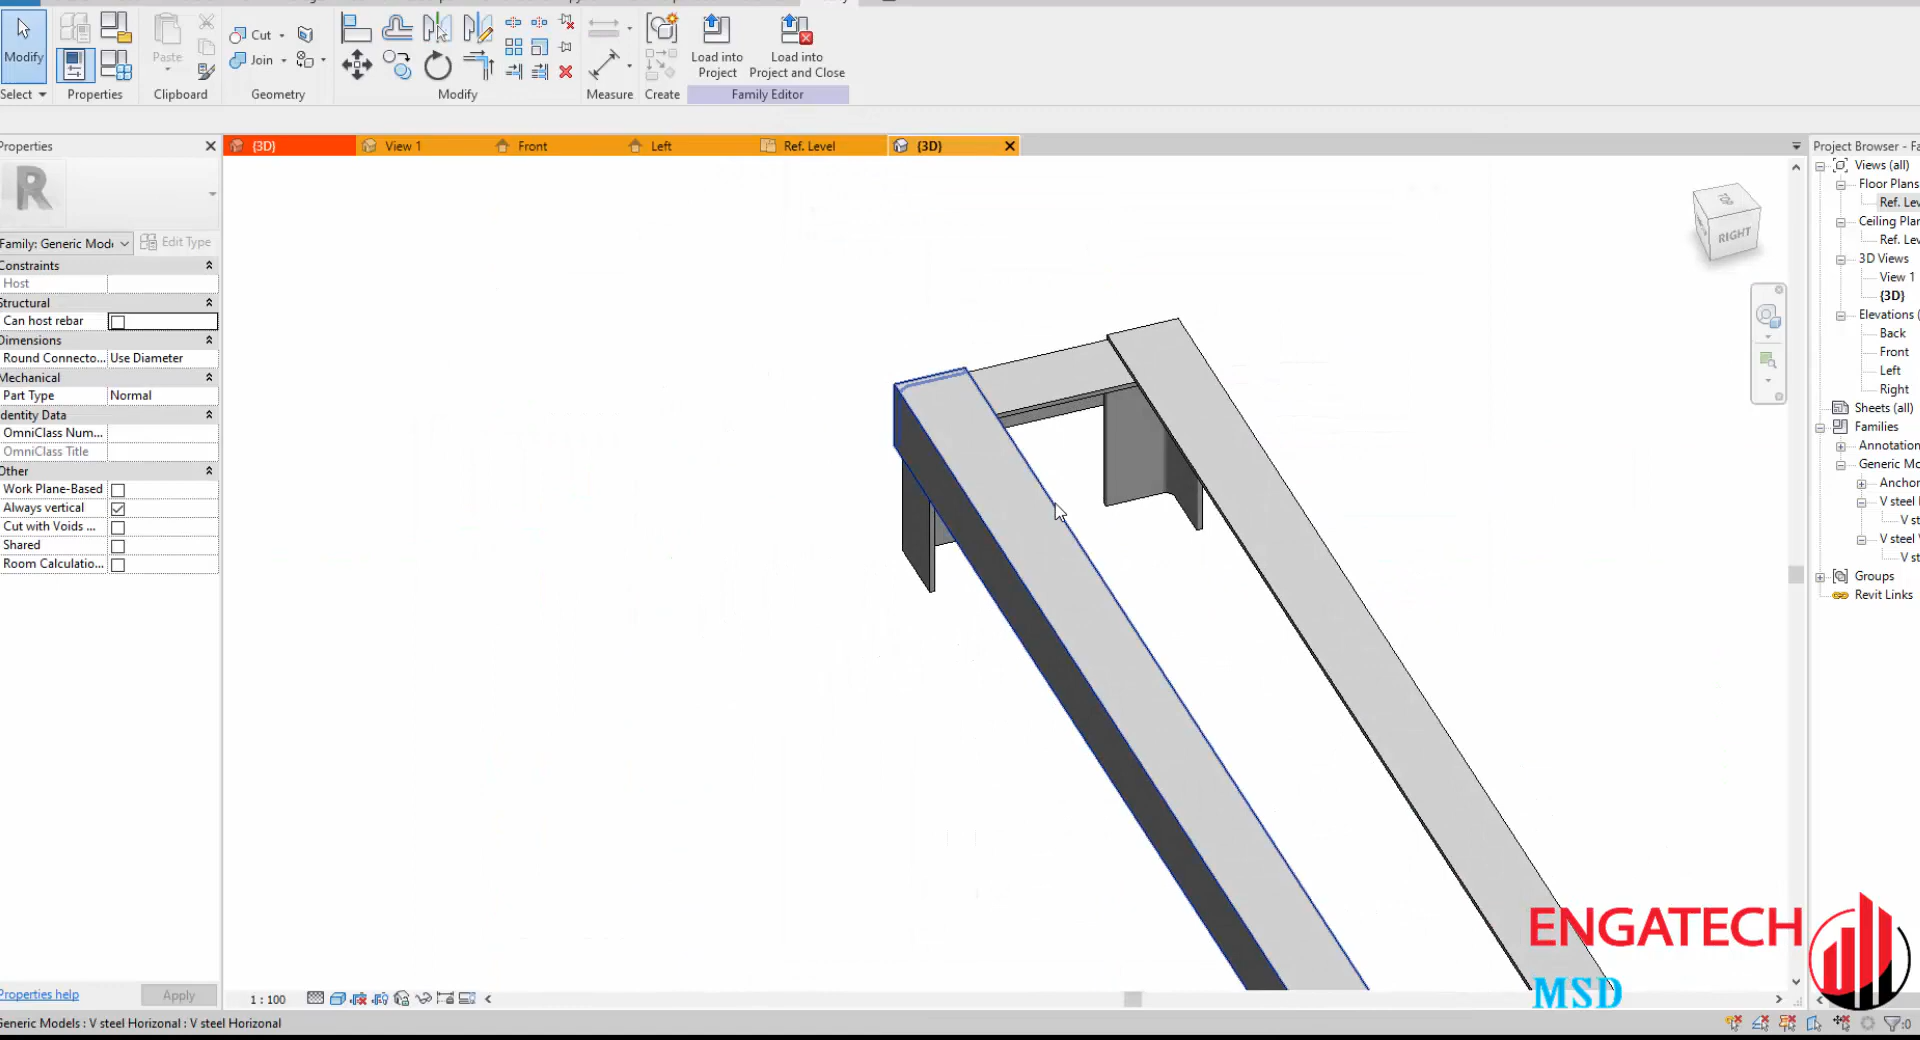 Modify
Select
Properties
Paste
Clipboard
Cut
Join
Geometry
Modify
Measure
Create
Load into
Project
Load into
Project and Close
Family Editor
Properties
{3D}
View 1
Front
Left
Ref. Level
{3D}
Project Browser - Fa
R
Family: Generic Mod
Edit Type
Constraints
Host
Structural
Can host rebar
Dimensions
Round Connecto... Use Diameter
Mechanical
Part Type Normal
Identity Data
OmniClass Num...
OmniClass Title
Other
Work Plane-Based
Always vertical
Cut with Voids ...
Shared
Room Calculatio...
TOP
RIGHT
Views (all)
Floor Plans
Ref. Lev
Ceiling Plan
Ref. Lev
3D Views
View 1
{3D}
Elevations (
Back
Front
Left
Right
Sheets (all)
Families
Annotation
Generic Mo
Anchor
V steel
V st
V steel V
V st
Groups
Revit Links
Properties help
Apply
1 : 100
ENGATECH
MSD
Generic Models : V steel Horizonal : V steel Horizonal
:0